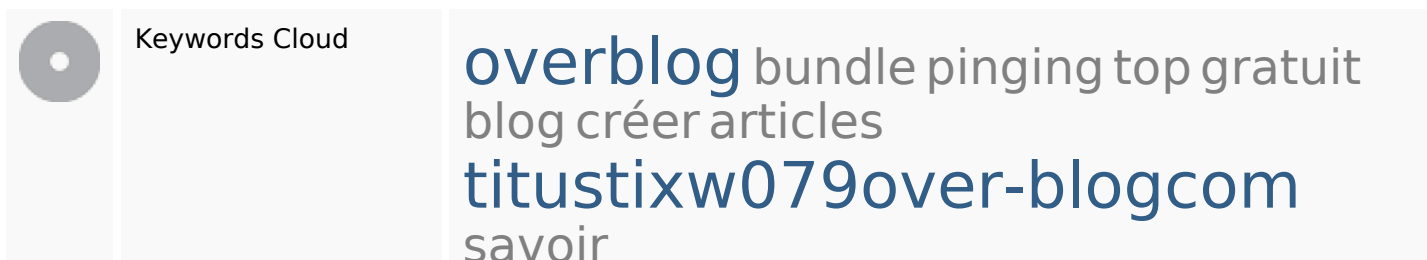 Keywords Cloud
overblog bundle pinging top gratuit
blog créer articles
titustixw079over-blogcom
savoir